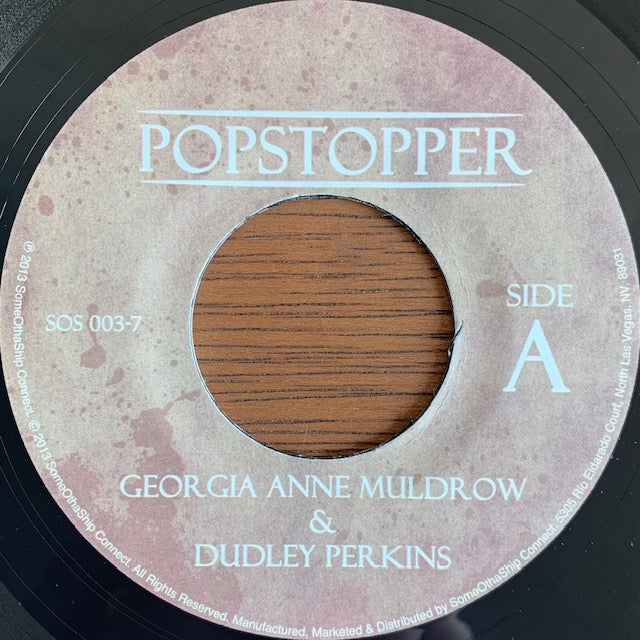 POPSTOPPER
SOS 003-7
SIDE
A
GEORGIA ANNE MULDROW
&
DUDLEY PERKINS
℗ 2013 SomeOthaShip Connect. © 2013 SomeOthaShip Connect. All Rights Reserved. Manufactured, Marketed & Distributed by SomeOthaShip Connect. 5305 Rio Eldarado Court, North Las Vegas, NV, 89031